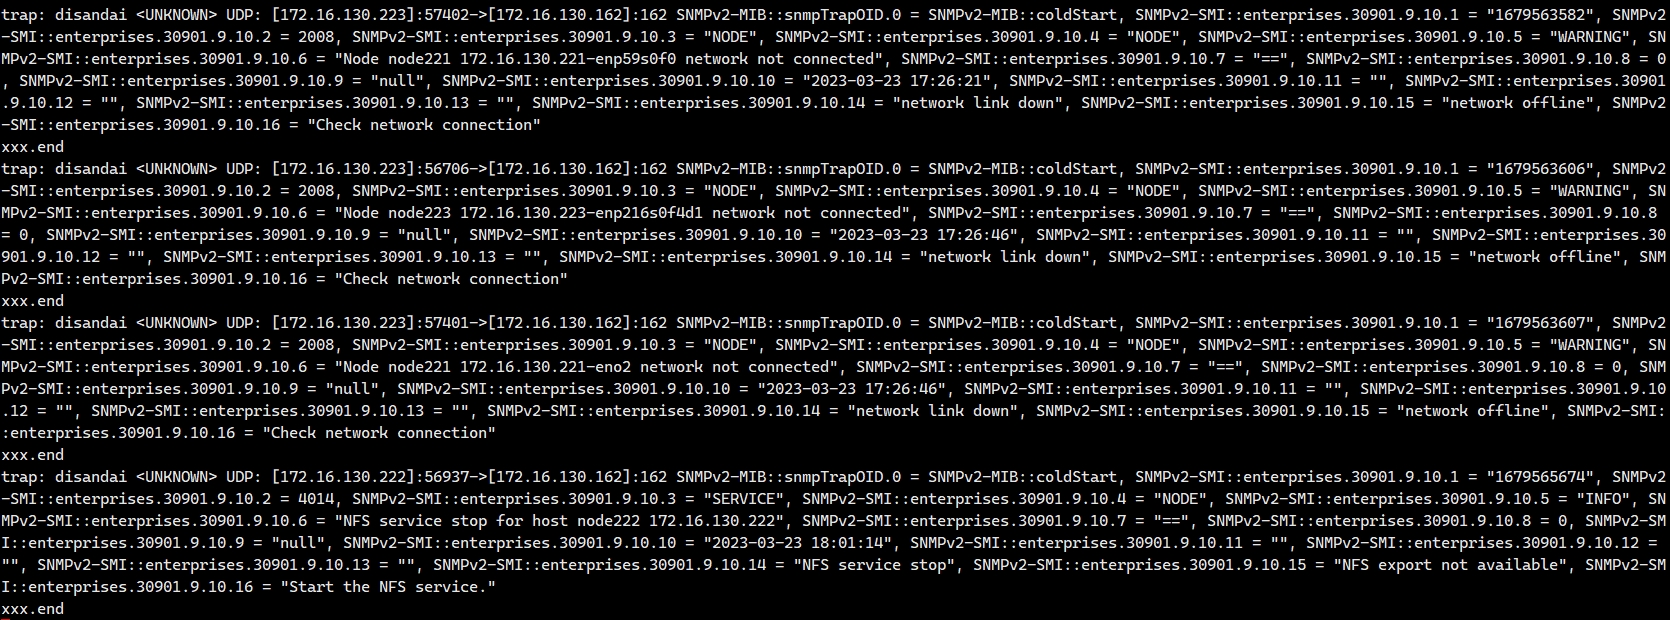 trap: disandai <UNKNOWN> UDP: [172.16.130.223]:57402->[172.16.130.162]:162 SNMPv2-MIB::snmpTrapOID.0 = SNMPv2-MIB::coldStart, SNMPv2-SMI::enterprises.30901.9.10.1 = "1679563582", SNMPv2
-SMI::enterprises.30901.9.10.2 = 2008, SNMPv2-SMI::enterprises.30901.9.10.3 = "NODE", SNMPv2-SMI::enterprises.30901.9.10.4 = "NODE", SNMPv2-SMI::enterprises.30901.9.10.5 = "WARNING", SN
MPv2-SMI::enterprises.30901.9.10.6 = "Node node221 172.16.130.221-enp59s0f0 network not connected", SNMPv2-SMI::enterprises.30901.9.10.7 = "==", SNMPv2-SMI::enterprises.30901.9.10.8 = 0
, SNMPv2-SMI::enterprises.30901.9.10.9 = "null", SNMPv2-SMI::enterprises.30901.9.10.10 = "2023-03-23 17:26:21", SNMPv2-SMI::enterprises.30901.9.10.11 = "", SNMPv2-SMI::enterprises.30901
.9.10.12 = "", SNMPv2-SMI::enterprises.30901.9.10.13 = "", SNMPv2-SMI::enterprises.30901.9.10.14 = "network link down", SNMPv2-SMI::enterprises.30901.9.10.15 = "network offline", SNMPv2
-SMI::enterprises.30901.9.10.16 = "Check network connection"
xxx.end
trap: disandai <UNKNOWN> UDP: [172.16.130.223]:56706->[172.16.130.162]:162 SNMPv2-MIB::snmpTrapOID.0 = SNMPv2-MIB::coldStart, SNMPv2-SMI::enterprises.30901.9.10.1 = "1679563606", SNMPv2
-SMI::enterprises.30901.9.10.2 = 2008, SNMPv2-SMI::enterprises.30901.9.10.3 = "NODE", SNMPv2-SMI::enterprises.30901.9.10.4 = "NODE", SNMPv2-SMI::enterprises.30901.9.10.5 = "WARNING", SN
MPv2-SMI::enterprises.30901.9.10.6 = "Node node223 172.16.130.223-enp216s0f4d1 network not connected", SNMPv2-SMI::enterprises.30901.9.10.7 = "==", SNMPv2-SMI::enterprises.30901.9.10.8
= 0, SNMPv2-SMI::enterprises.30901.9.10.9 = "null", SNMPv2-SMI::enterprises.30901.9.10.10 = "2023-03-23 17:26:46", SNMPv2-SMI::enterprises.30901.9.10.11 = "", SNMPv2-SMI::enterprises.30
901.9.10.12 = "", SNMPv2-SMI::enterprises.30901.9.10.13 = "", SNMPv2-SMI::enterprises.30901.9.10.14 = "network link down", SNMPv2-SMI::enterprises.30901.9.10.15 = "network offline", SNM
Pv2-SMI::enterprises.30901.9.10.16 = "Check network connection"
xxx.end
trap: disandai <UNKNOWN> UDP: [172.16.130.223]:57401->[172.16.130.162]:162 SNMPv2-MIB::snmpTrapOID.0 = SNMPv2-MIB::coldStart, SNMPv2-SMI::enterprises.30901.9.10.1 = "1679563607", SNMPv2
-SMI::enterprises.30901.9.10.2 = 2008, SNMPv2-SMI::enterprises.30901.9.10.3 = "NODE", SNMPv2-SMI::enterprises.30901.9.10.4 = "NODE", SNMPv2-SMI::enterprises.30901.9.10.5 = "WARNING", SN
MPv2-SMI::enterprises.30901.9.10.6 = "Node node221 172.16.130.221-eno2 network not connected", SNMPv2-SMI::enterprises.30901.9.10.7 = "==", SNMPv2-SMI::enterprises.30901.9.10.8 = 0, SNM
Pv2-SMI::enterprises.30901.9.10.9 = "null", SNMPv2-SMI::enterprises.30901.9.10.10 = "2023-03-23 17:26:46", SNMPv2-SMI::enterprises.30901.9.10.11 = "", SNMPv2-SMI::enterprises.30901.9.10
.12 = "", SNMPv2-SMI::enterprises.30901.9.10.13 = "", SNMPv2-SMI::enterprises.30901.9.10.14 = "network link down", SNMPv2-SMI::enterprises.30901.9.10.15 = "network offline", SNMPv2-SMI:
:enterprises.30901.9.10.16 = "Check network connection"
xxx.end
trap: disandai <UNKNOWN> UDP: [172.16.130.222]:56937->[172.16.130.162]:162 SNMPv2-MIB::snmpTrapOID.0 = SNMPv2-MIB::coldStart, SNMPv2-SMI::enterprises.30901.9.10.1 = "1679565674", SNMPv2
-SMI::enterprises.30901.9.10.2 = 4014, SNMPv2-SMI::enterprises.30901.9.10.3 = "SERVICE", SNMPv2-SMI::enterprises.30901.9.10.4 = "NODE", SNMPv2-SMI::enterprises.30901.9.10.5 = "INFO", SN
MPv2-SMI::enterprises.30901.9.10.6 = "NFS service stop for host node222 172.16.130.222", SNMPv2-SMI::enterprises.30901.9.10.7 = "==", SNMPv2-SMI::enterprises.30901.9.10.8 = 0, SNMPv2-SM
I::enterprises.30901.9.10.9 = "null", SNMPv2-SMI::enterprises.30901.9.10.10 = "2023-03-23 18:01:14", SNMPv2-SMI::enterprises.30901.9.10.11 = "", SNMPv2-SMI::enterprises.30901.9.10.12 =
"", SNMPv2-SMI::enterprises.30901.9.10.13 = "", SNMPv2-SMI::enterprises.30901.9.10.14 = "NFS service stop", SNMPv2-SMI::enterprises.30901.9.10.15 = "NFS export not available", SNMPv2-SM
I::enterprises.30901.9.10.16 = "Start the NFS service."
xxx.end